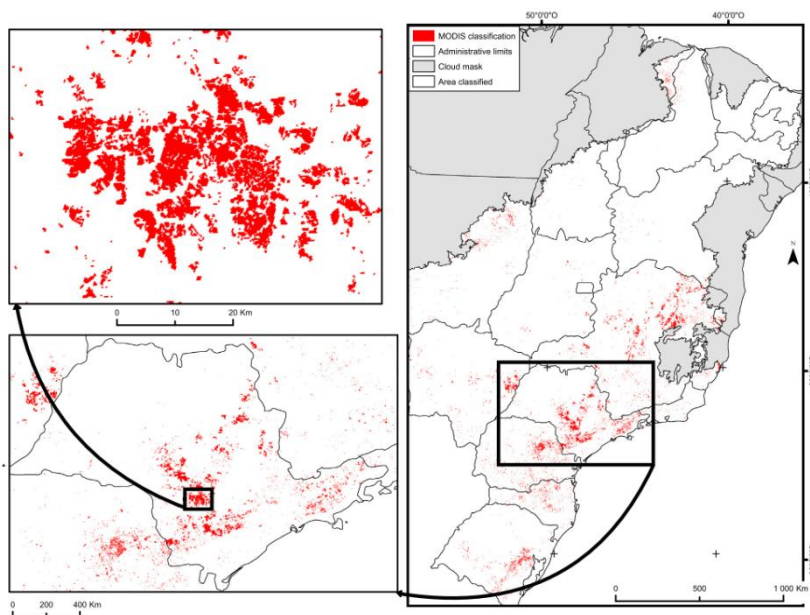 50°0'0"O
40°0'0"O
MODIS classification
Administrative limits
Cloud mask
Area classified
N
0 10 20 Km
0 200 400 Km
0 500 1 000 Km